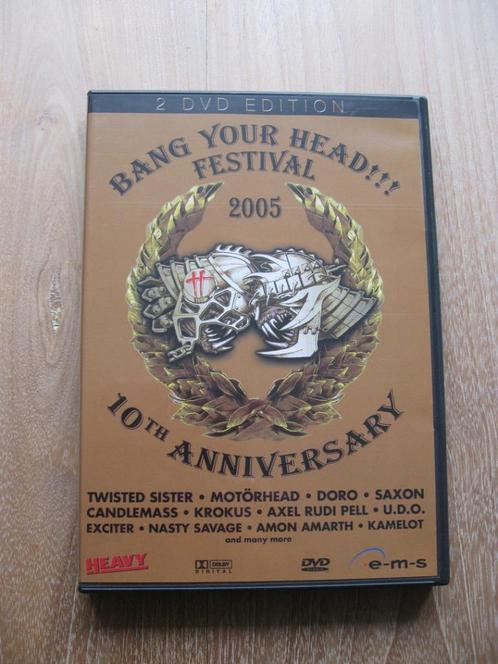 2 DVD EDITION
BANG YOUR HEAD!!!
FESTIVAL
2005
10TH ANNIVERSARY
TWISTED SISTER • MOTÖRHEAD • DORO • SAXON
CANDLEMASS • KROKUS • AXEL RUDI PELL • U.D.O.
EXCITER • NASTY SAVAGE • AMON AMARTH • KAMELOT
and many more
HEAVY
DOLBY
DIGITAL
DVD
e-m-s